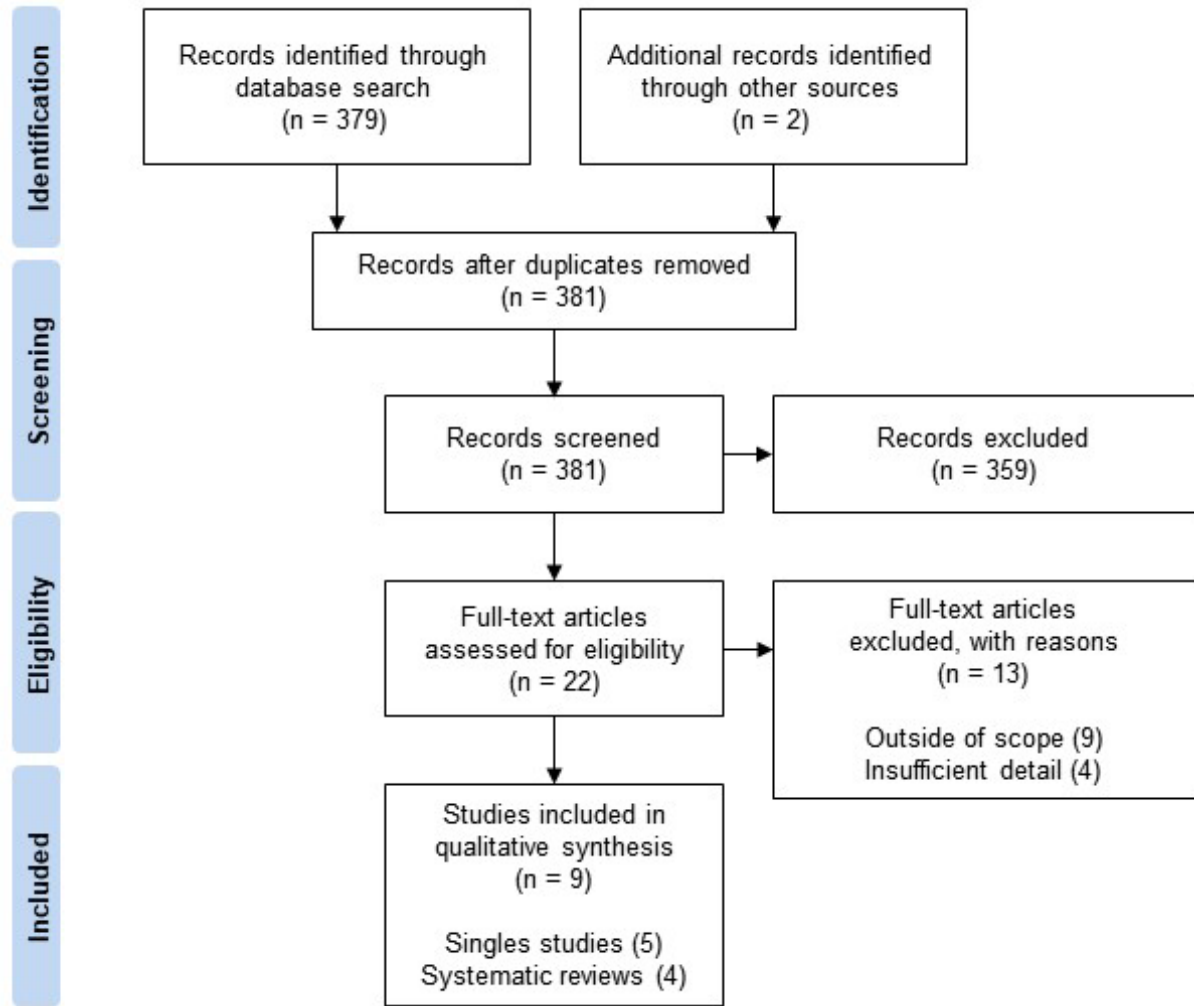 Identification
Records identified through
database search
(n = 379)
Additional records identified
through other sources
(n = 2)
Records after duplicates removed
(n = 381)
Screening
Records screened
(n = 381)
Records excluded
(n = 359)
Eligibility
Full-text articles
assessed for eligibility
(n = 22)
Full-text articles
excluded, with reasons
(n = 13)
Outside of scope (9)
Insufficient detail (4)
Included
Studies included in
qualitative synthesis
(n = 9)
Singles studies (5)
Systematic reviews (4)